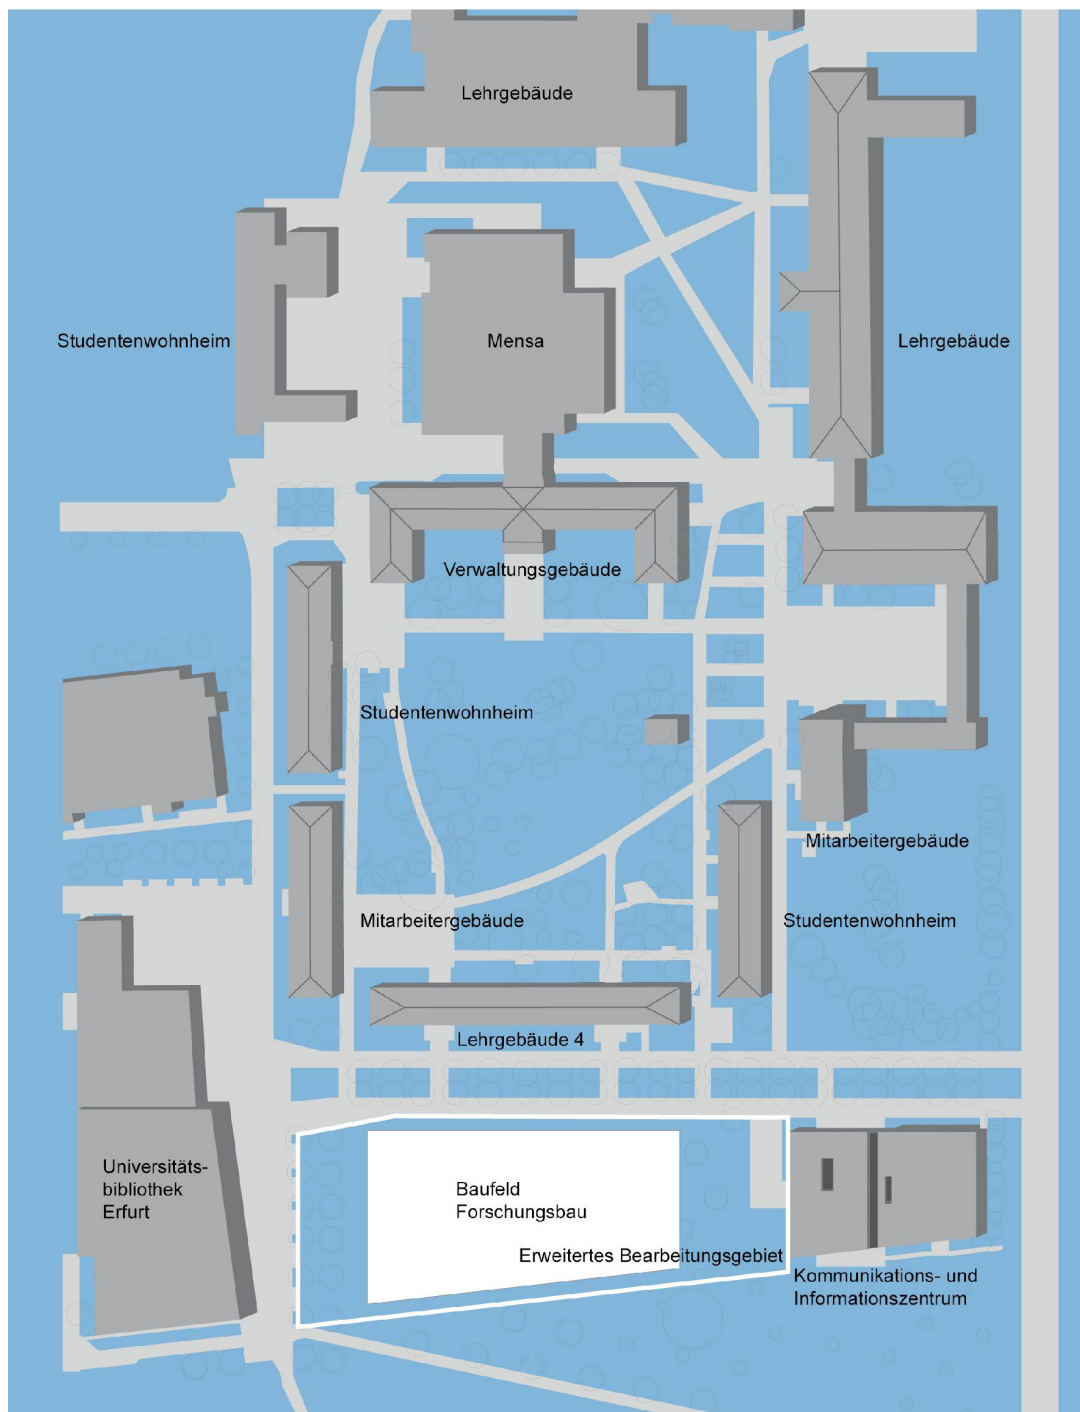 Lehrgebäude
Studentenwohnheim
Mensa
Lehrgebäude
Verwaltungsgebäude
Studentenwohnheim
Mitarbeitergebäude
Mitarbeitergebäude
Studentenwohnheim
Lehrgebäude 4
Universitäts-
bibliothek
Erfurt
Baufeld
Forschungsbau
Erweitertes Bearbeitungsgebiet
Kommunikations- und
Informationszentrum